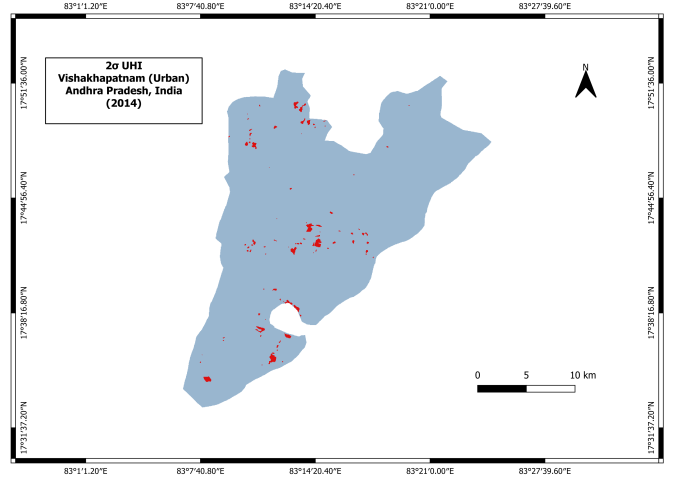 83°1'1.20"E 83°7'40.80"E 83°14'20.40"E 83°21'0.00"E 83°27'39.60"E
2σ UHI
Vishakhapatnam (Urban)
Andhra Pradesh, India
(2014)
N
17°51'36.00"N
17°44'56.40"N
17°38'16.80"N
17°31'37.20"N
17°51'36.00"N
17°44'56.40"N
17°38'16.80"N
17°31'37.20"N
0 5 10 km
83°1'1.20"E 83°7'40.80"E 83°14'20.40"E 83°21'0.00"E 83°27'39.60"E